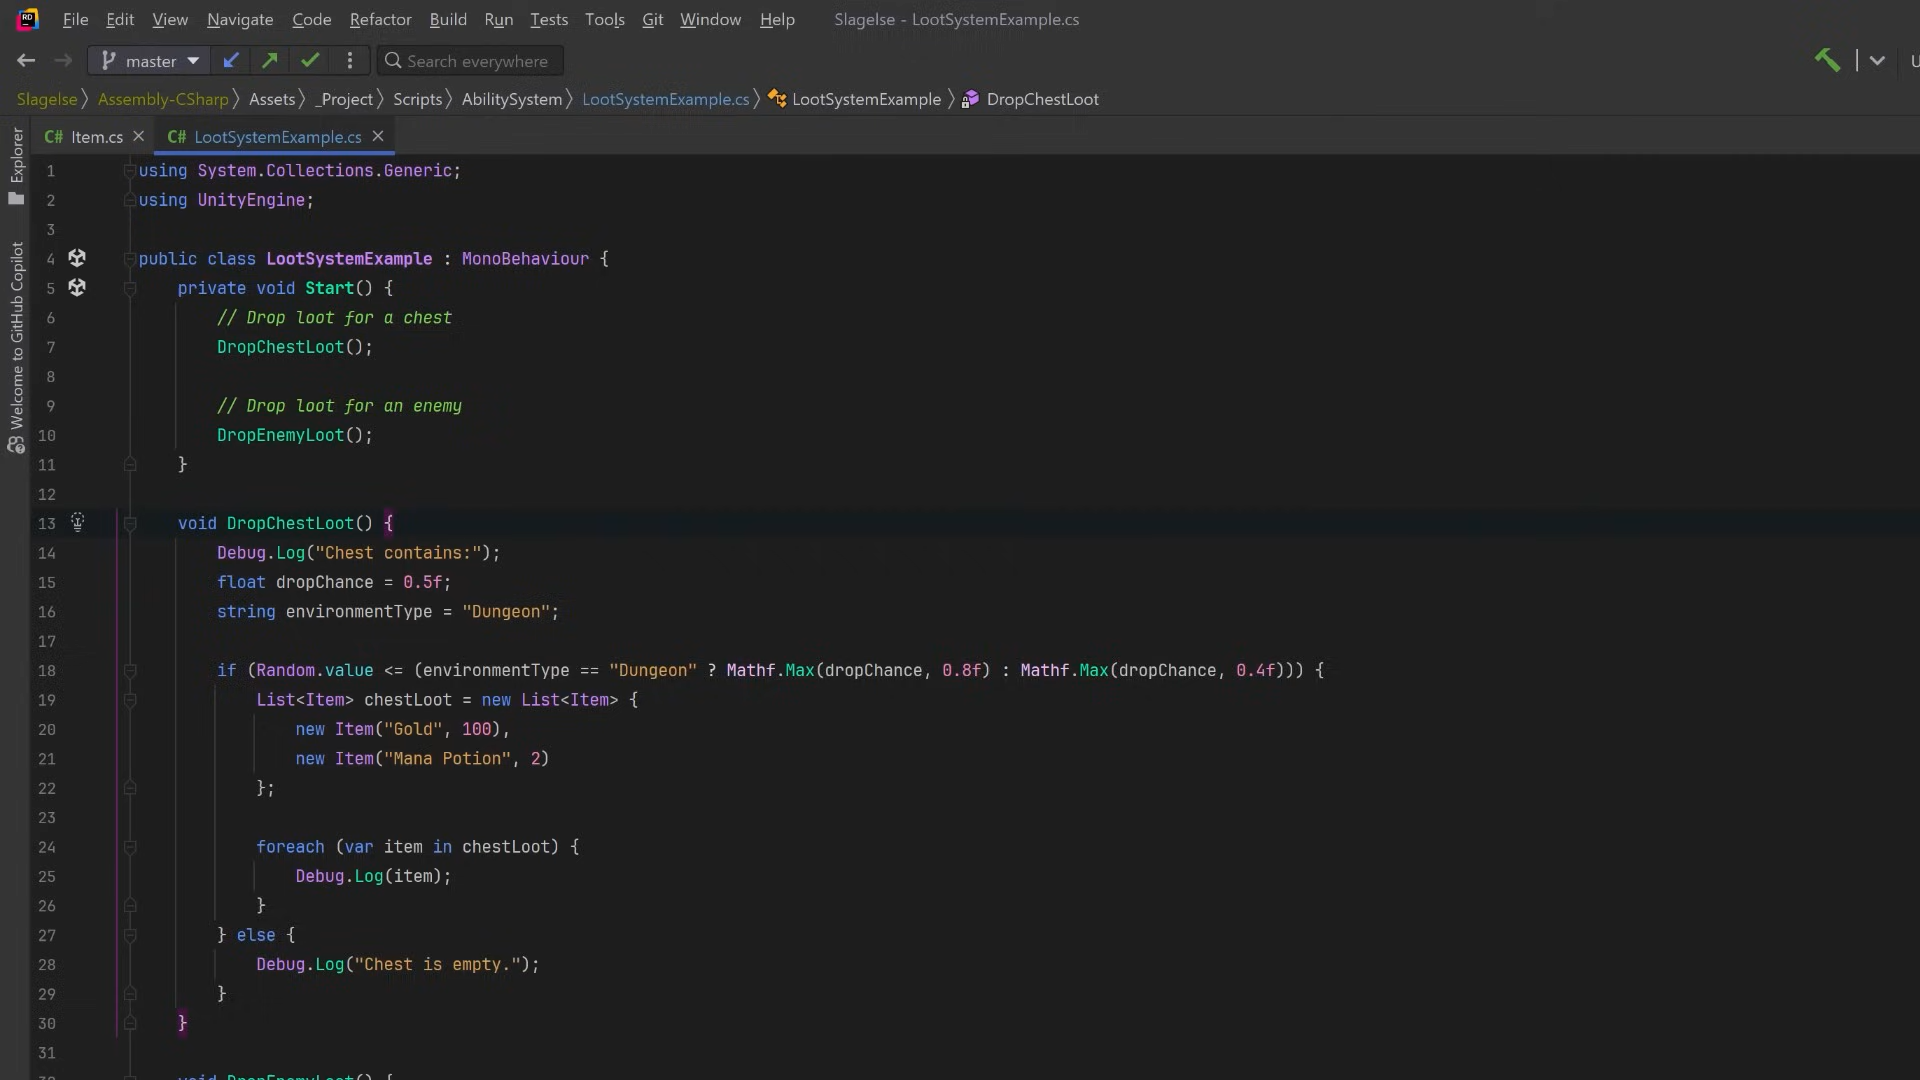 File Edit View Navigate Code Refactor Build Run Tests Tools Git Window Help Slagelse - LootSystemExample.cs
master Search everywhere
Slagelse Assembly-CSharp Assets _Project Scripts AbilitySystem LootSystemExample.cs LootSystemExample DropChestLoot
Explorer
Welcome to GitHub Copilot
C# Item.cs C# LootSystemExample.cs
1 using System.Collections.Generic;
2 using UnityEngine;
3
4 public class LootSystemExample : MonoBehaviour {
5 private void Start() {
6 // Drop loot for a chest
7 DropChestLoot();
8
9 // Drop loot for an enemy
10 DropEnemyLoot();
11 }
12
13 void DropChestLoot() {
14 Debug.Log("Chest contains:");
15 float dropChance = 0.5f;
16 string environmentType = "Dungeon";
17
18 if (Random.value <= (environmentType == "Dungeon" ? Mathf.Max(dropChance, 0.8f) : Mathf.Max(dropChance, 0.4f))) {
19 List<Item> chestLoot = new List<Item> {
20 new Item("Gold", 100),
21 new Item("Mana Potion", 2)
22 };
23
24 foreach (var item in chestLoot) {
25 Debug.Log(item);
26 }
27 } else {
28 Debug.Log("Chest is empty.");
29 }
30 }
31
void DropEnemyLoot() {